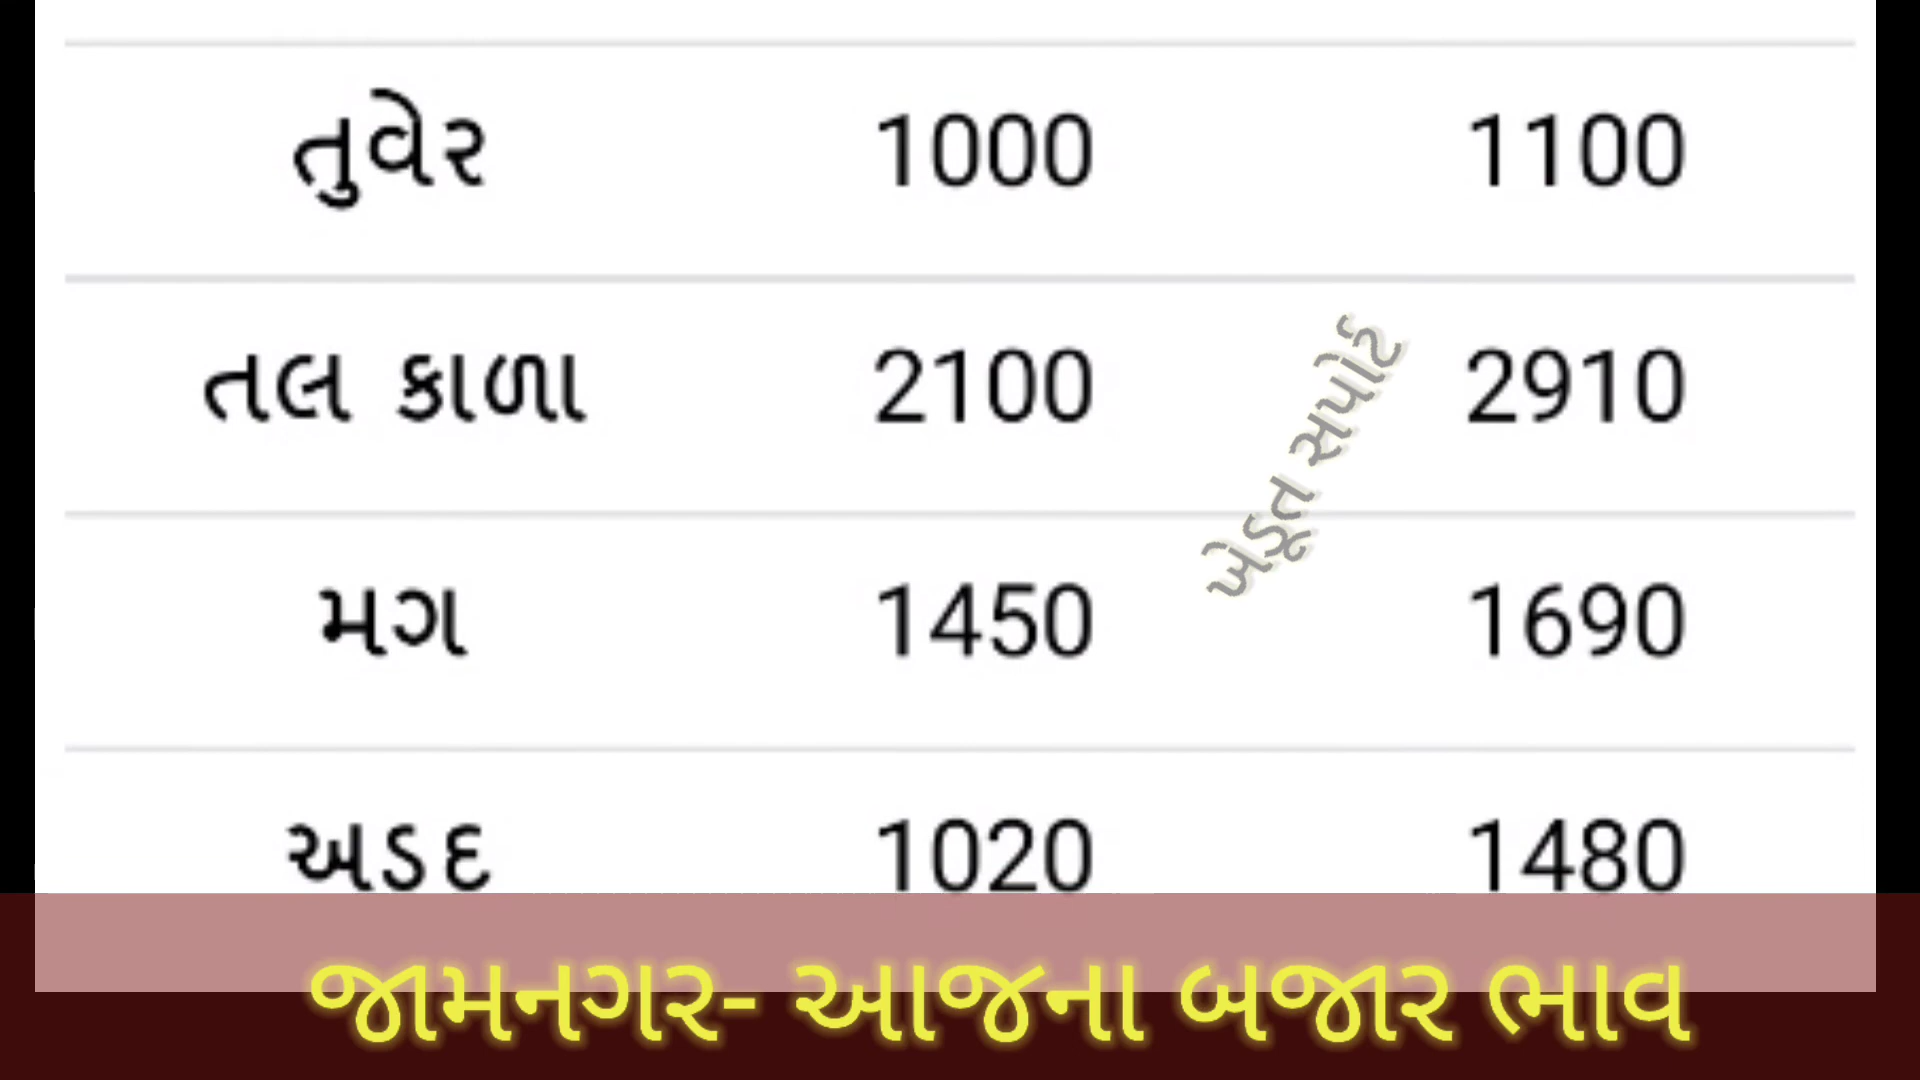 તુવેર 1000 1100
તલ કાળા 2100 2910
મગ 1450 1690
અડદ 1020 1480
ખેડૂત સપોર્ટ
જામનગર- આજના બજાર ભાવ